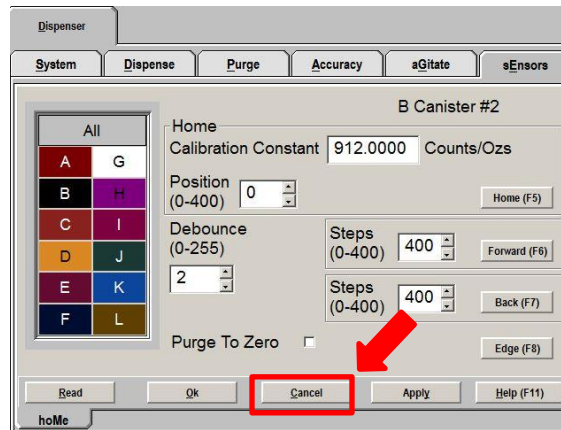 Dispenser
System Dispense Purge Accuracy aGitate sEnsors
B Canister #2
All
A G
B H
C I
D J
E K
F L
Home
Calibration Constant 912.0000 Counts/Ozs
Position
(0-400) 0 Home (F5)
Debounce
(0-255)
2
Steps
(0-400) 400 Forward (F6)
Steps
(0-400) 400 Back (F7)
Purge To Zero Edge (F8)
Read Ok Cancel Apply Help (F11)
hoMe